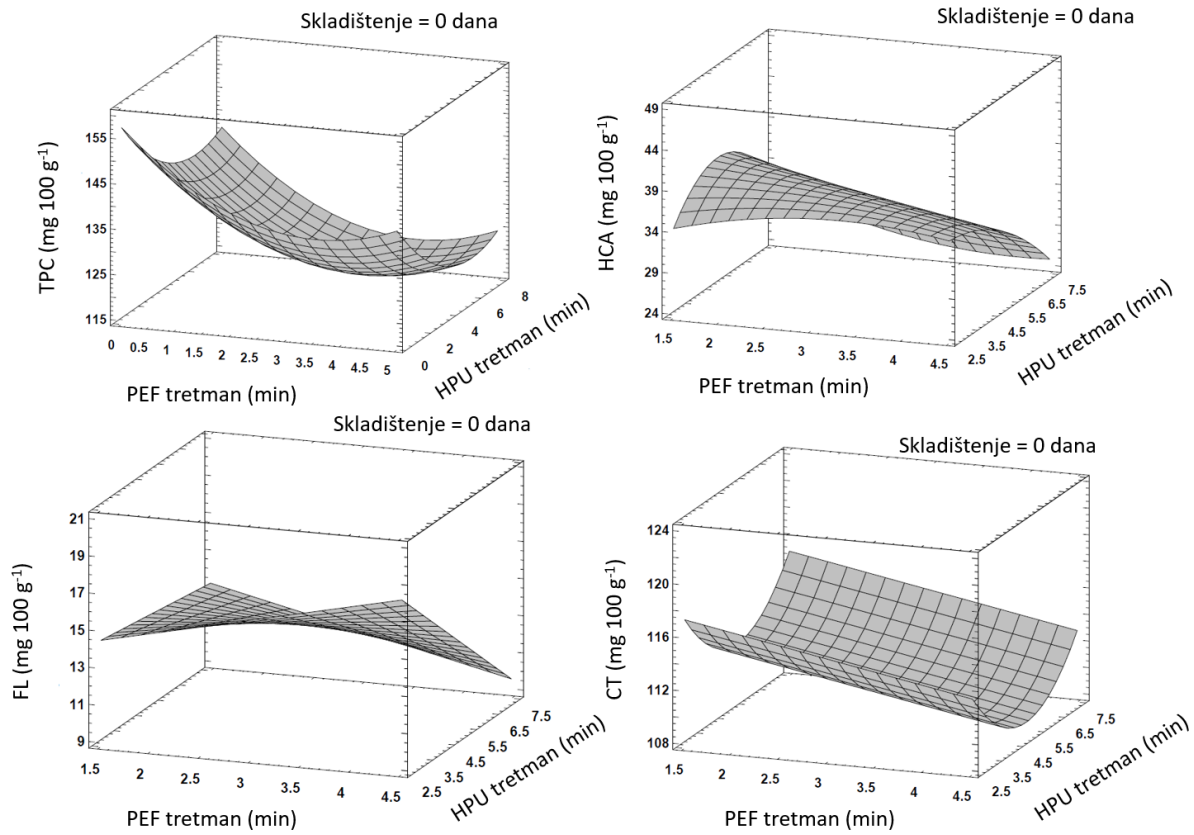 Skladištenje = 0 dana
TPC (mg 100 g-1)
155
145
135
125
115
0 0.5 1 1.5 2 2.5 3 3.5 4 4.5 5
0 2 4 6 8
PEF tretman (min)
HPU tretman (min)
Skladištenje = 0 dana
HCA (mg 100 g-1)
49
44
39
34
29
24
1.5 2 2.5 3 3.5 4 4.5
2.5 3.5 4.5 5.5 6.5 7.5
PEF tretman (min)
HPU tretman (min)
Skladištenje = 0 dana
FL (mg 100 g-1)
21
19
17
15
13
11
9
1.5 2 2.5 3 3.5 4 4.5
2.5 3.5 4.5 5.5 6.5 7.5
PEF tretman (min)
HPU tretman (min)
Skladištenje = 0 dana
CT (mg 100 g-1)
124
120
116
112
108
1.5 2 2.5 3 3.5 4 4.5
2.5 3.5 4.5 5.5 6.5 7.5
PEF tretman (min)
HPU tretman (min)